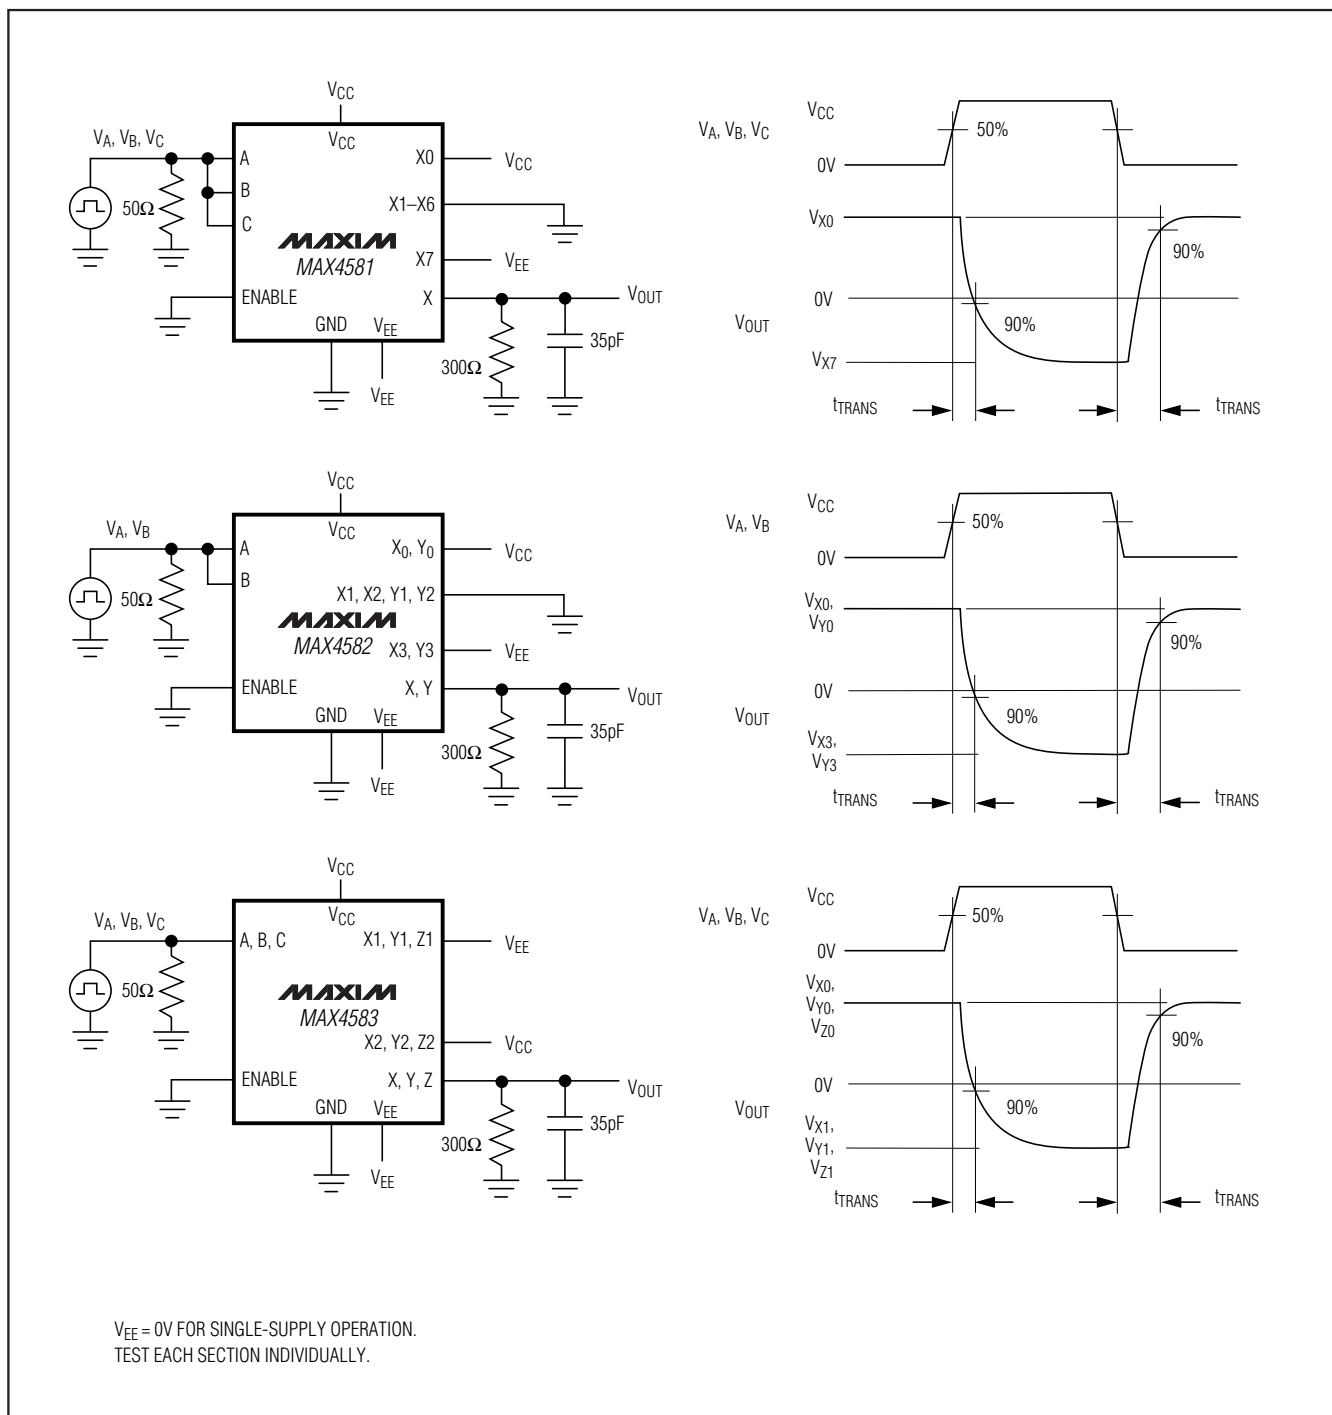 VCC
VA, VB, VC
VCC
A
X0
VCC
B
50Ω
X1–X6
C
MAXIM
MAX4581
X7
VEE
ENABLE
X
VOUT
GND
VEE
35pF
300Ω
VEE
VCC
VA, VB, VC
50%
0V
VX0
90%
0V
90%
VOUT
VX7
tTRANS
tTRANS
VCC
VA, VB
VCC
A
X0, Y0
VCC
B
50Ω
X1, X2, Y1, Y2
MAXIM
MAX4582
X3, Y3
VEE
ENABLE
X, Y
VOUT
GND
VEE
35pF
300Ω
VEE
VCC
VA, VB
50%
0V
VX0,
VY0
90%
0V
90%
VOUT
VX3,
VY3
tTRANS
tTRANS
VCC
VA, VB, VC
VCC
A, B, C
X1, Y1, Z1
VEE
50Ω
MAXIM
MAX4583
X2, Y2, Z2
VCC
ENABLE
X, Y, Z
VOUT
GND
VEE
35pF
300Ω
VEE
VCC
VA, VB, VC
50%
0V
VX0,
VY0,
VZ0
90%
0V
90%
VOUT
VX1,
VY1,
VZ1
tTRANS
tTRANS
VEE = 0V FOR SINGLE-SUPPLY OPERATION.
TEST EACH SECTION INDIVIDUALLY.